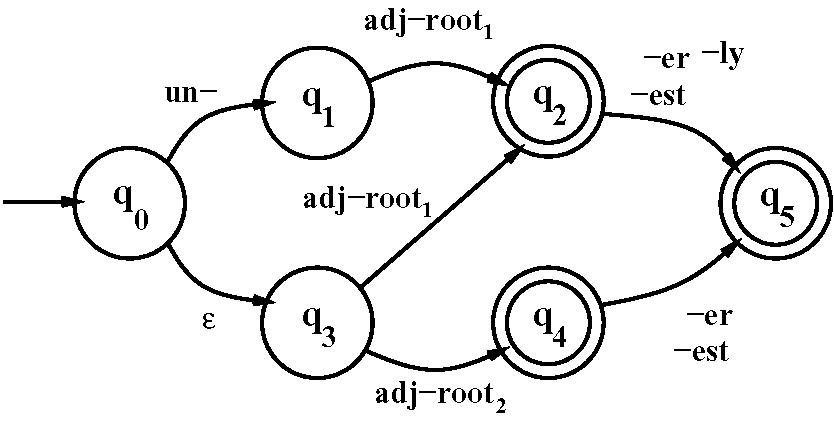 adj−root₁
−er −ly
−est
un−
q₁
q₂
q₀
adj−root₁
q₅
ε
q₃
q₄
−er
−est
adj−root₂